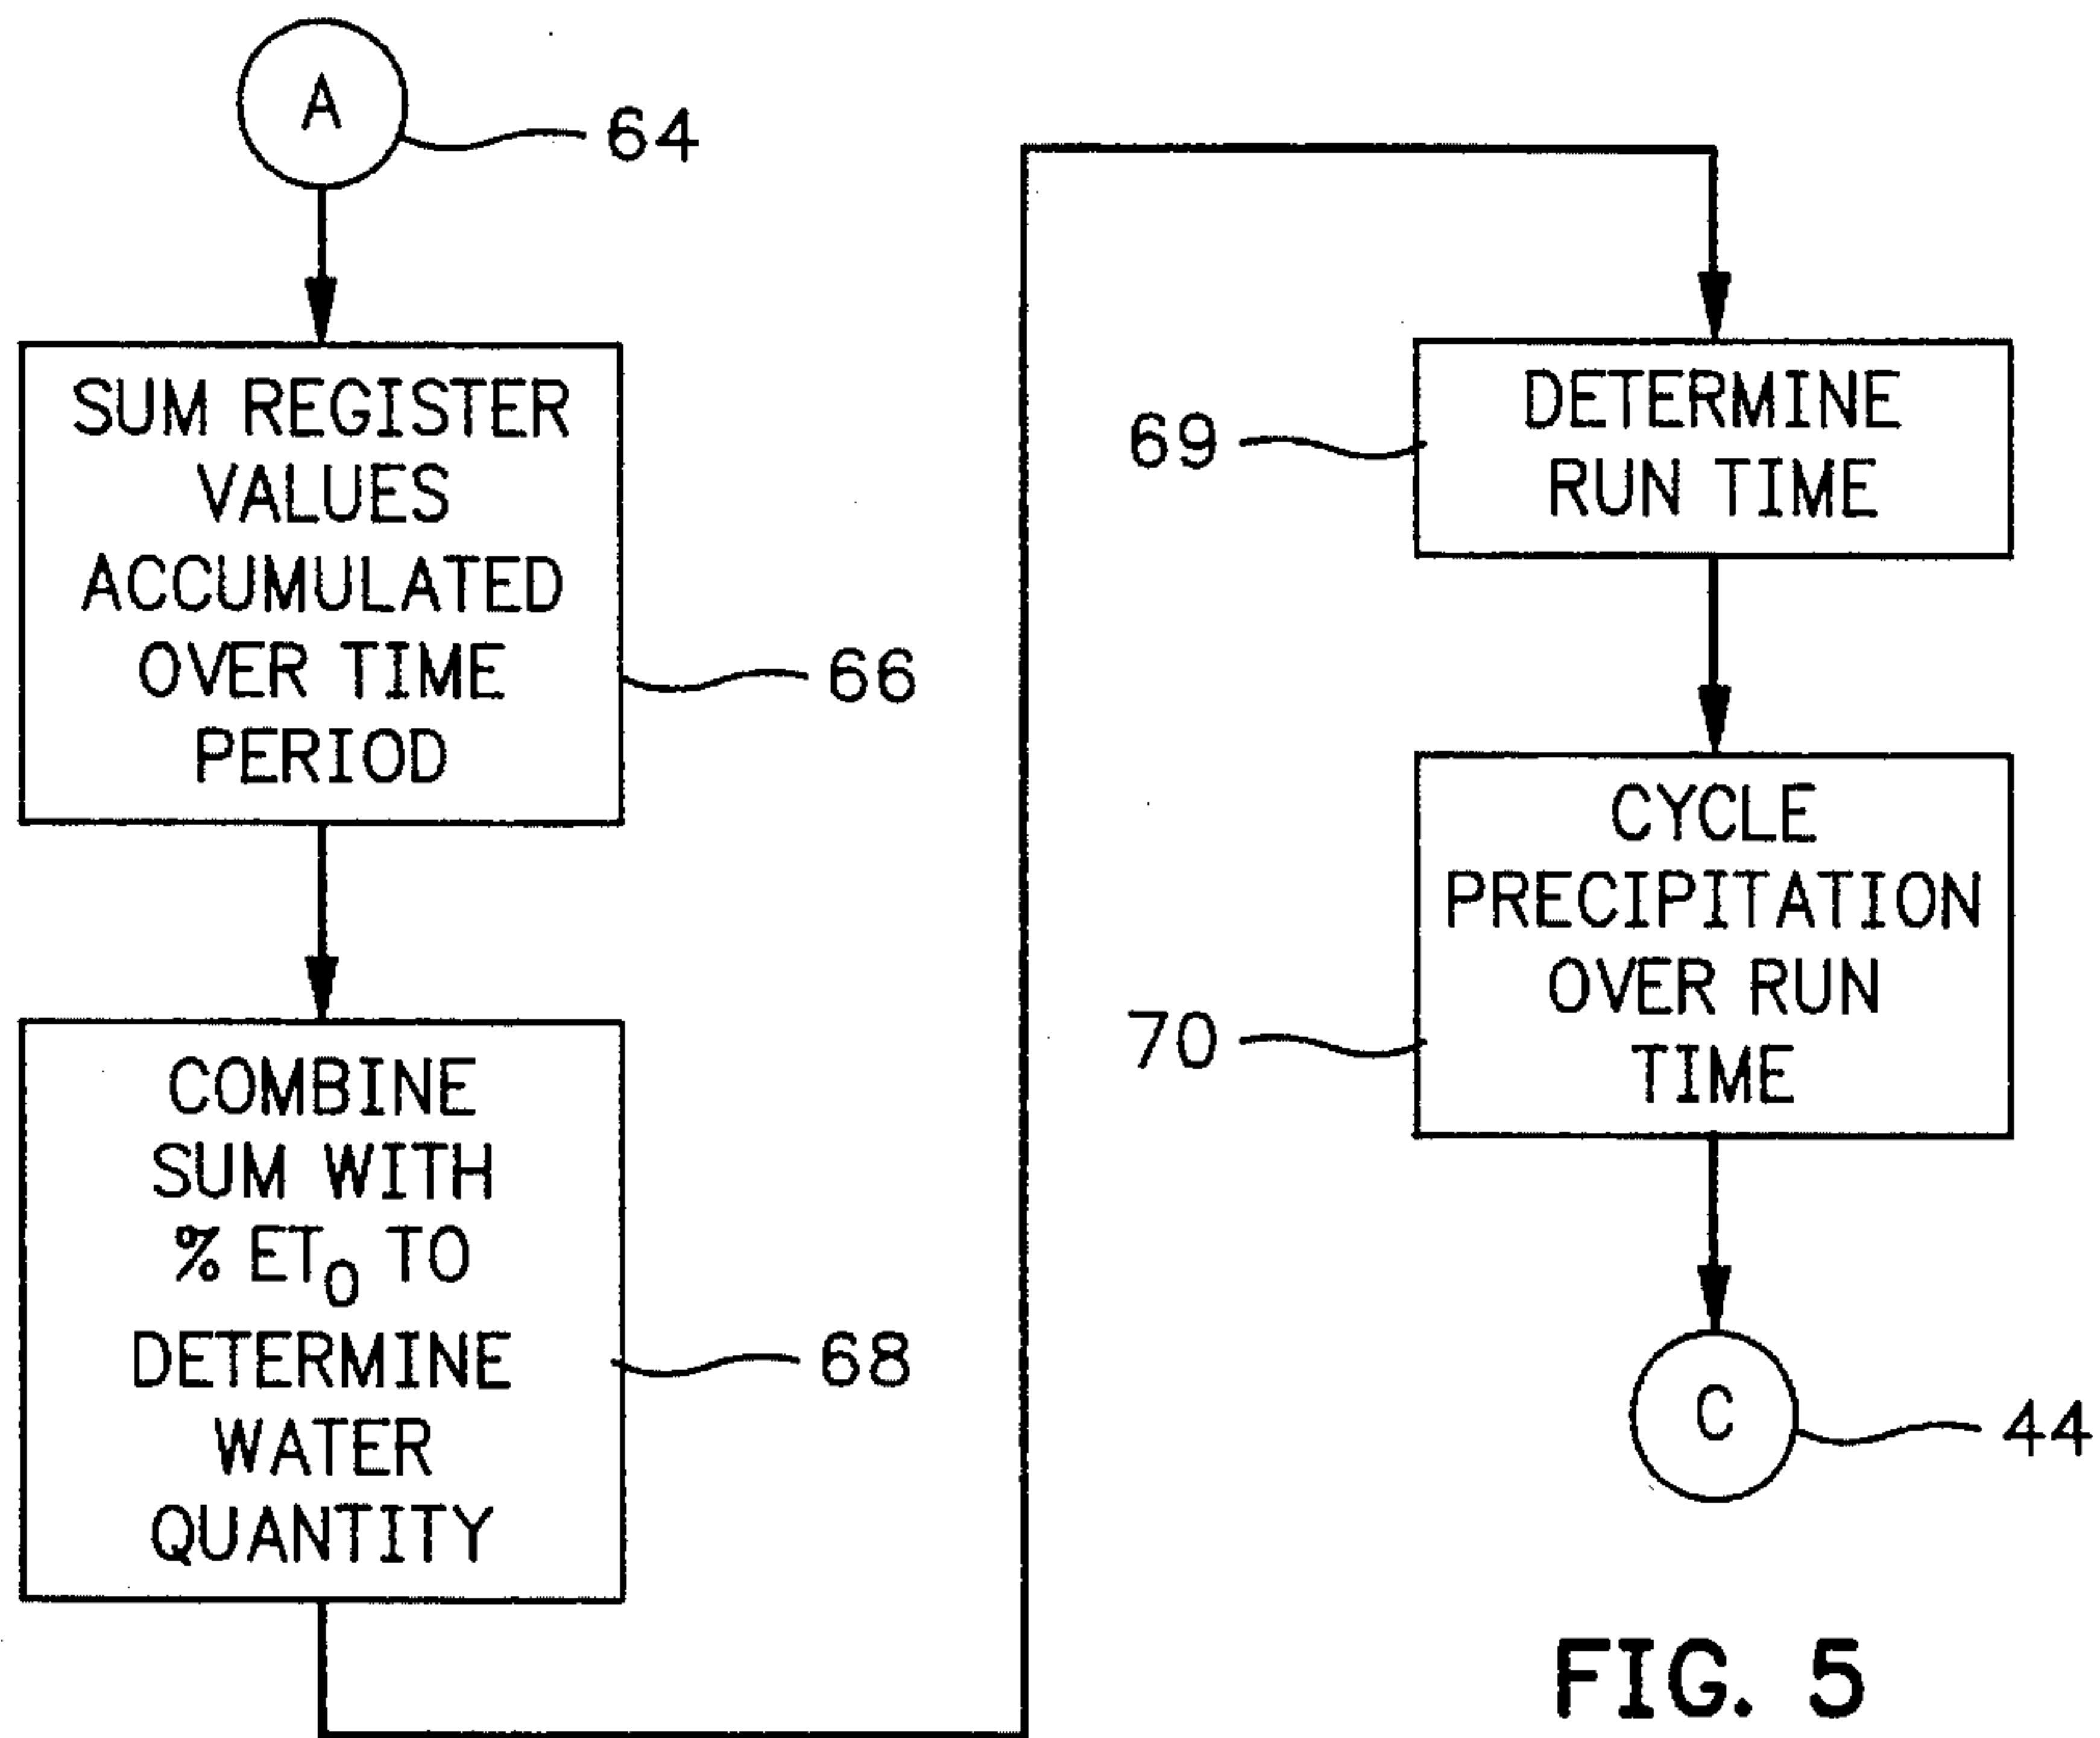 A
64
SUM REGISTER
VALUES
ACCUMULATED
OVER TIME
PERIOD
66
COMBINE
SUM WITH
% ET₀ TO
DETERMINE
WATER
QUANTITY
68
DETERMINE
RUN TIME
69
CYCLE
PRECIPITATION
OVER RUN
TIME
70
C
44
FIG. 5